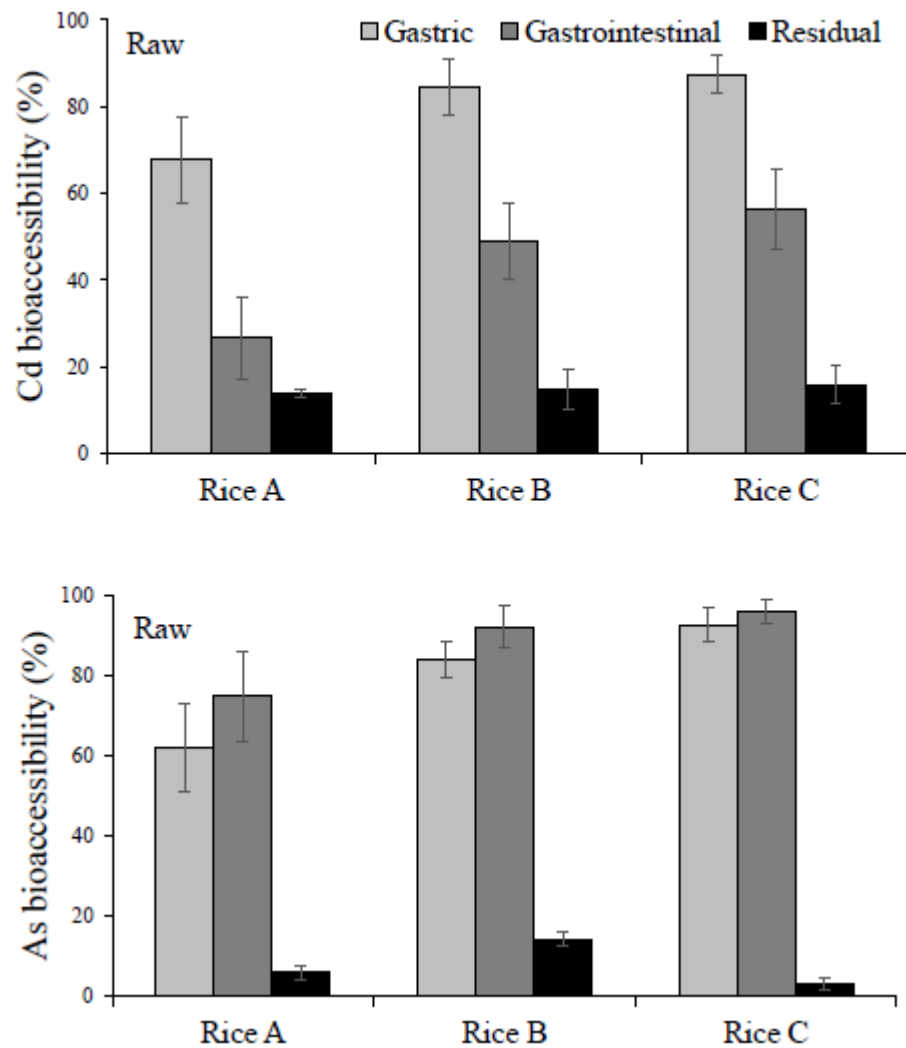 100
Raw
Gastric
Gastrointestinal
Residual
80
60
40
20
0
Cd bioaccessibility (%)
Rice A
Rice B
Rice C
100
Raw
80
60
40
20
0
As bioaccessibility (%)
Rice A
Rice B
Rice C